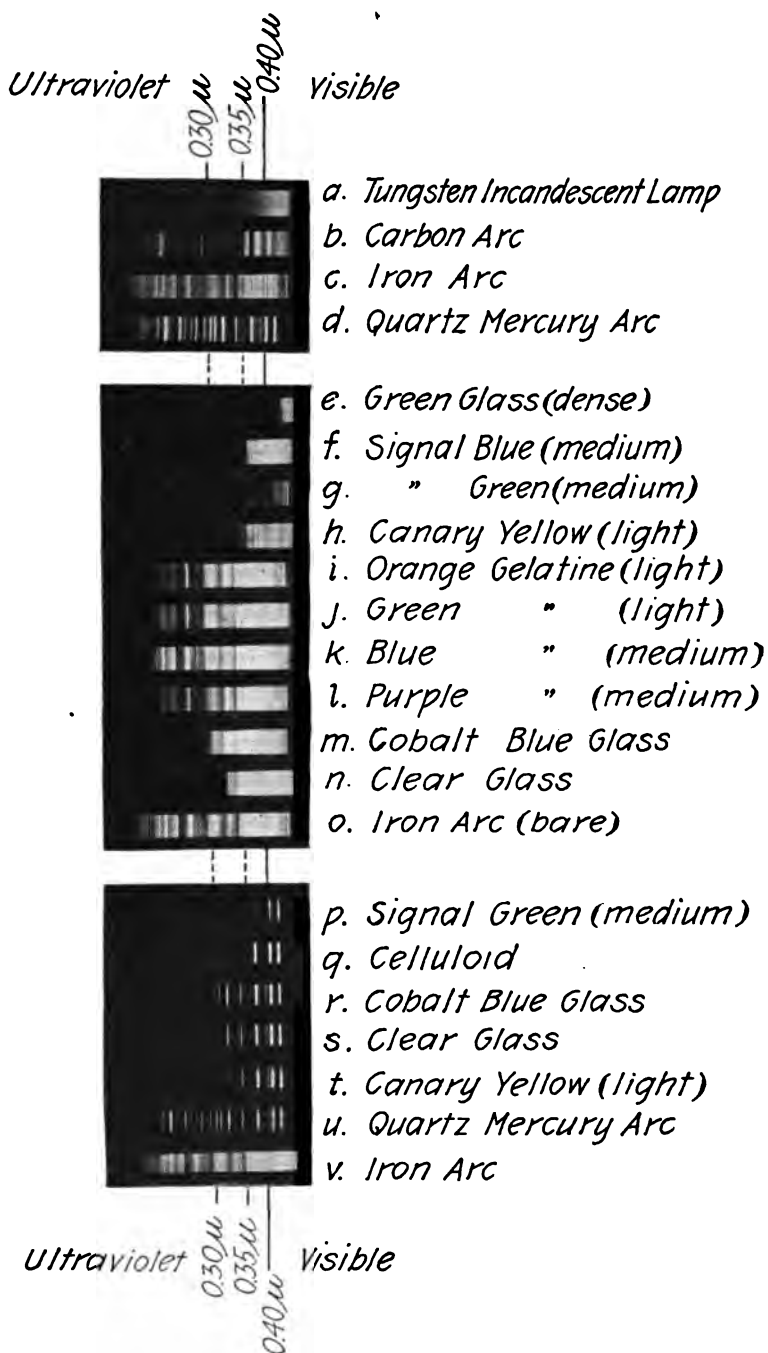 Ultraviolet 0.30µ 0.35µ 0.40µ Visible
a. Tungsten Incandescent Lamp
b. Carbon Arc
c. Iron Arc
d. Quartz Mercury Arc
e. Green Glass (dense)
f. Signal Blue (medium)
g. " Green (medium)
h. Canary Yellow (light)
i. Orange Gelatine (light)
j. Green " (light)
k. Blue " (medium)
l. Purple " (medium)
m. Cobalt Blue Glass
n. Clear Glass
o. Iron Arc (bare)
p. Signal Green (medium)
q. Celluloid
r. Cobalt Blue Glass
s. Clear Glass
t. Canary Yellow (light)
u. Quartz Mercury Arc
v. Iron Arc
Ultraviolet 0.30µ 0.35µ 0.40µ Visible